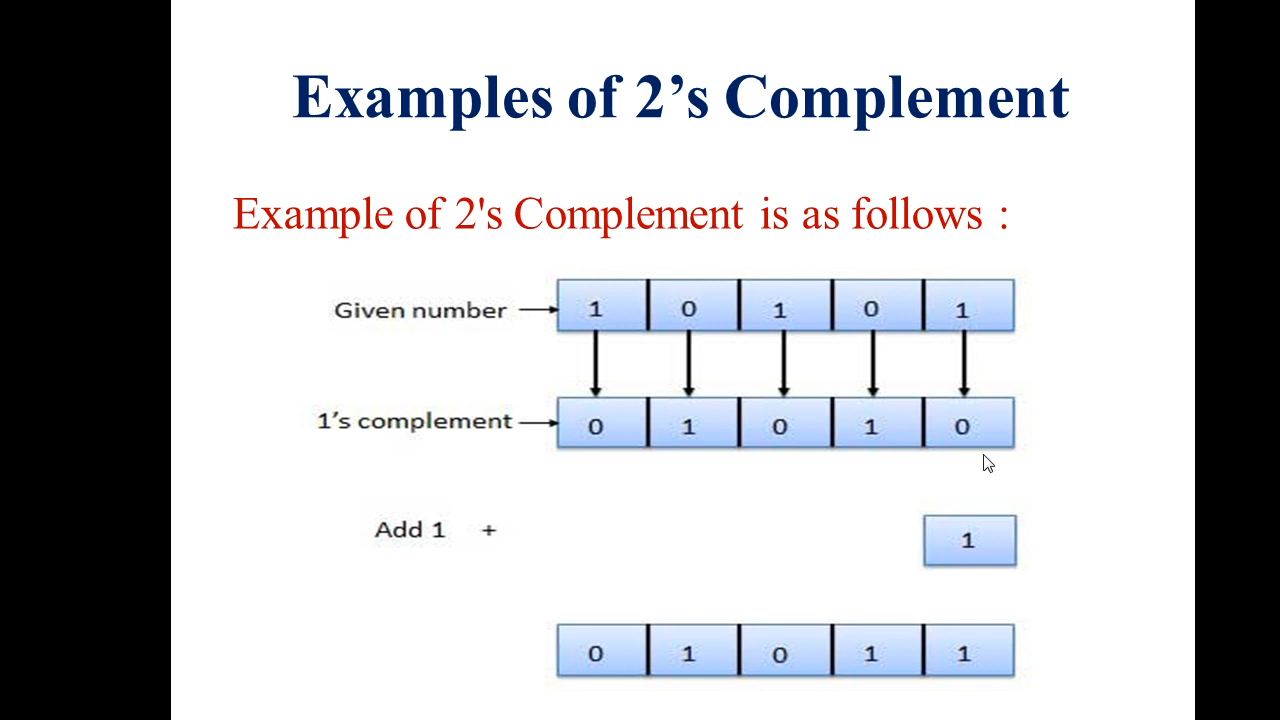 Examples of 2’s Complement
Example of 2's Complement is as follows :
Given number 1 0 1 0 1
1’s complement 0 1 0 1 0
Add 1 + 1
0 1 0 1 1